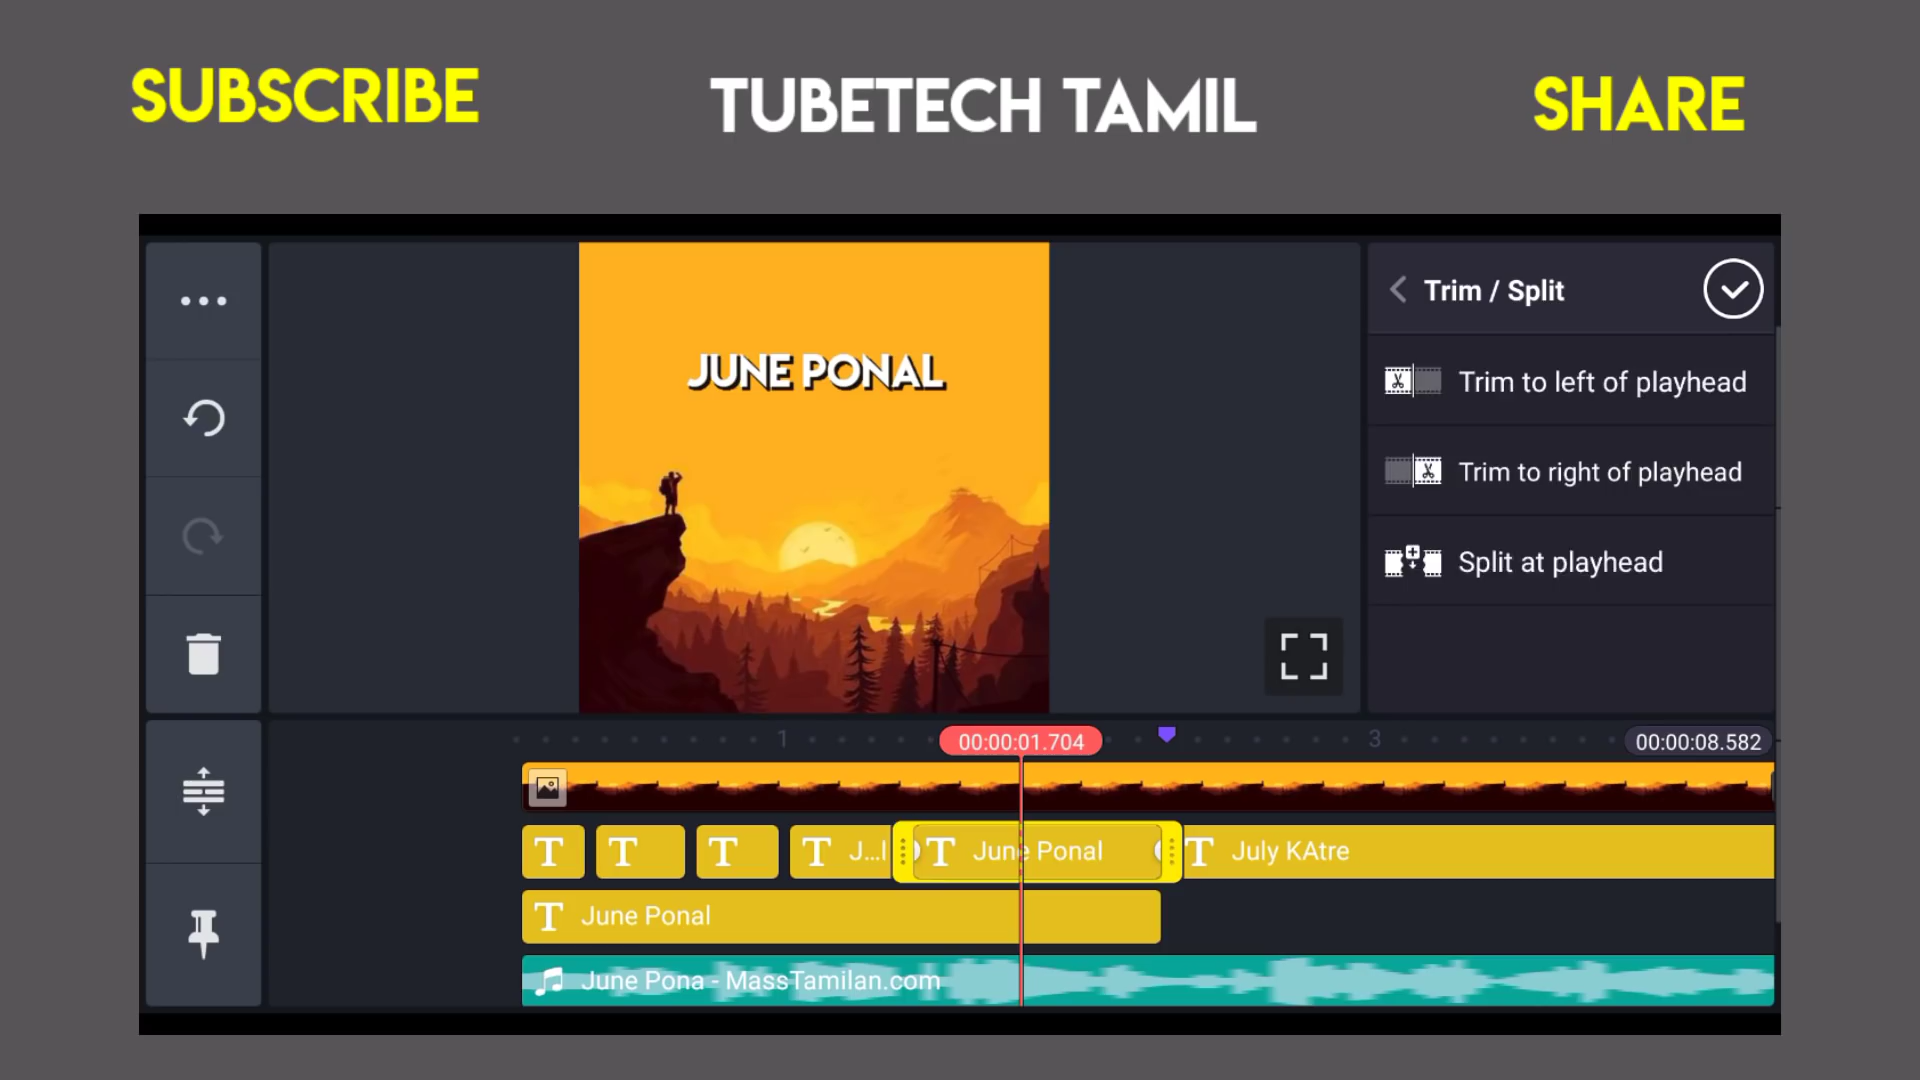 SUBSCRIBE
TUBETECH TAMIL
SHARE
JUNE PONAL
Trim / Split
Trim to left of playhead
Trim to right of playhead
Split at playhead
1
00:00:01.704
3
00:00:08.582
T
T
T
T J...l
T June Ponal
T July KAtre
T June Ponal
June Pona - MassTamilan.com